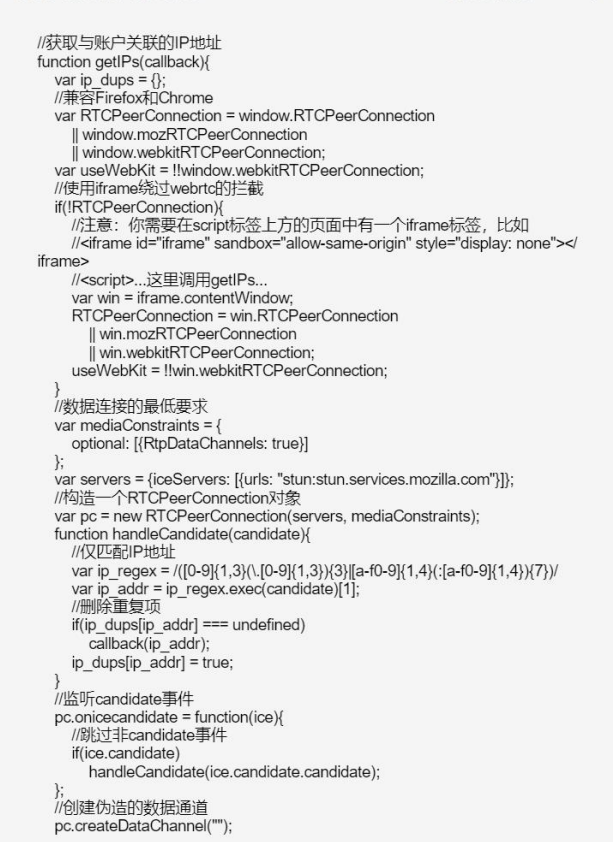 //获取与账户关联的IP地址
function getIPs(callback){
var ip_dups = {};
//兼容Firefox和Chrome
var RTCPeerConnection = window.RTCPeerConnection
|| window.mozRTCPeerConnection
|| window.webkitRTCPeerConnection;
var useWebKit = !!window.webkitRTCPeerConnection;
//使用iframe绕过webrtc的拦截
if(!RTCPeerConnection){
//注意：你需要在script标签上方的页面中有一个iframe标签，比如
//<iframe id="iframe" sandbox="allow-same-origin" style="display: none"></
iframe>
//<script>...这里调用getIPs...
var win = iframe.contentWindow;
RTCPeerConnection = win.RTCPeerConnection
|| win.mozRTCPeerConnection
|| win.webkitRTCPeerConnection;
useWebKit = !!win.webkitRTCPeerConnection;
}
//数据连接的最低要求
var mediaConstraints = {
optional: [{RtpDataChannels: true}]
};
var servers = {iceServers: [{urls: "stun:stun.services.mozilla.com"}]};
//构造一个RTCPeerConnection对象
var pc = new RTCPeerConnection(servers, mediaConstraints);
function handleCandidate(candidate){
//仅匹配IP地址
var ip_regex = /([0-9]{1,3}(\.[0-9]{1,3}){3}|[a-f0-9]{1,4}(:[a-f0-9]{1,4}){7})/
var ip_addr = ip_regex.exec(candidate)[1];
//删除重复项
if(ip_dups[ip_addr] === undefined)
callback(ip_addr);
ip_dups[ip_addr] = true;
}
//监听candidate事件
pc.onicecandidate = function(ice){
//跳过非candidate事件
if(ice.candidate)
handleCandidate(ice.candidate.candidate);
};
//创建伪造的数据通道
pc.createDataChannel("");